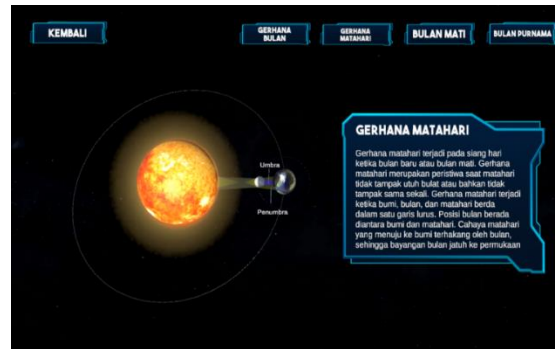 KEMBALI
GERHANA
BULAN
GERHANA
MATAHARI
BULAN MATI
BULAN PURNAMA
Umbra
Penumbra
GERHANA MATAHARI
Gerhana matahari terjadi pada siang hari
ketika bulan baru atau bulan mati. Gerhana
matahari merupakan peristiwa saat matahari
tidak tampak utuh bulat atau bahkan tidak
tampak sama sekali. Gerhana matahari terjadi
ketika bumi, bulan, dan matahari berda
dalam satu garis lurus. Posisi bulan berada
diantara bumi dan matahari. Cahaya matahari
yang menuju ke bumi terhakang oleh bulan,
sehingga bayangan bulan jatuh ke permukaan